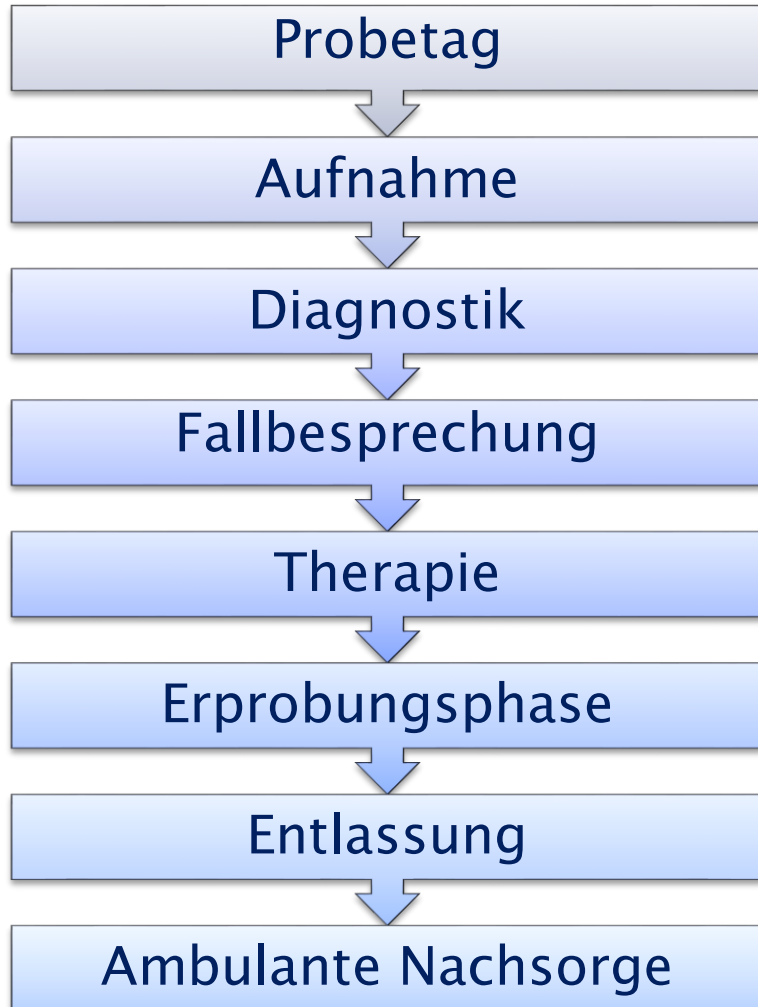 Probetag
Aufnahme
Diagnostik
Fallbesprechung
Therapie
Erprobungsphase
Entlassung
Ambulante Nachsorge